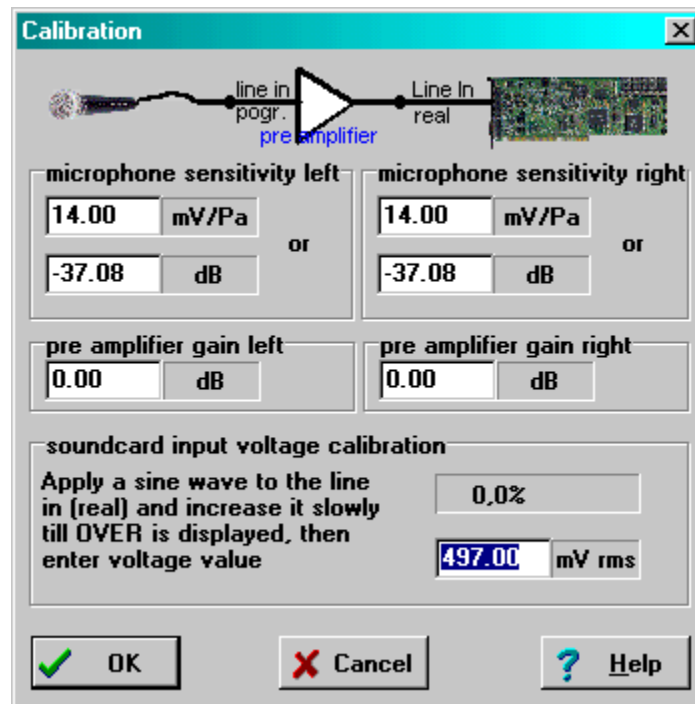 Calibration
line in
pogr.
pre amplifier
Line In
real
microphone sensitivity left
14.00 mV/Pa
or
-37.08 dB
microphone sensitivity right
14.00 mV/Pa
or
-37.08 dB
pre amplifier gain left
0.00 dB
pre amplifier gain right
0.00 dB
soundcard input voltage calibration
Apply a sine wave to the line
in (real) and increase it slowly
till OVER is displayed, then
enter voltage value
0,0%
497.00 mV rms
OK
Cancel
Help